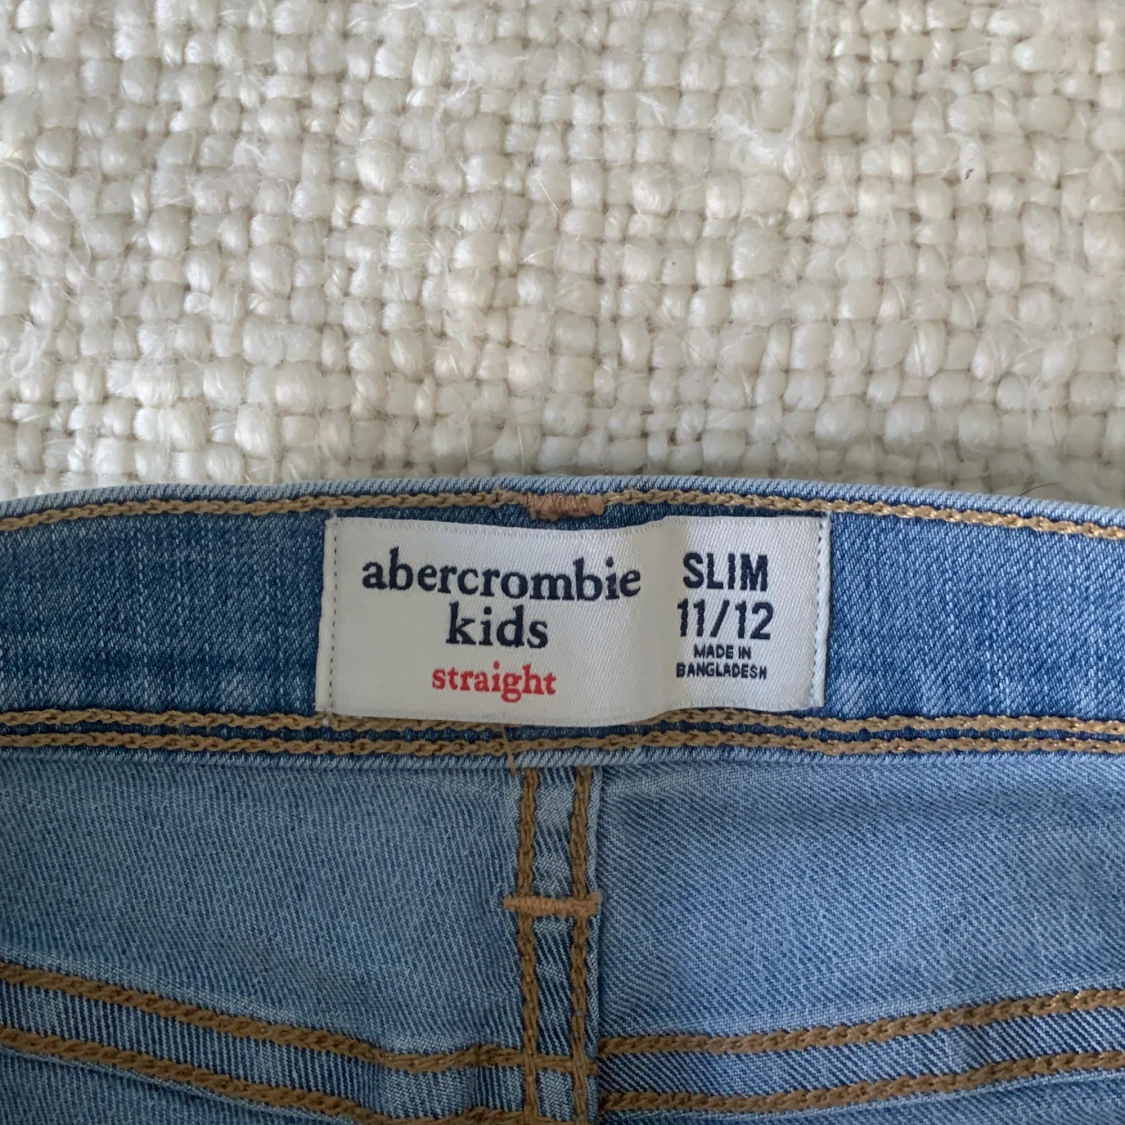 abercrombie
kids
straight
SLIM
11/12
MADE IN
BANGLADESH